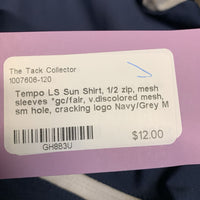 The Tack Collector
1007606-120
Tempo LS Sun Shirt, 1/2 zip, mesh
sleeves *gc/fair, v.discolored mesh,
sm hole, cracking logo Navy/Grey M
$12.00
GH8B3U